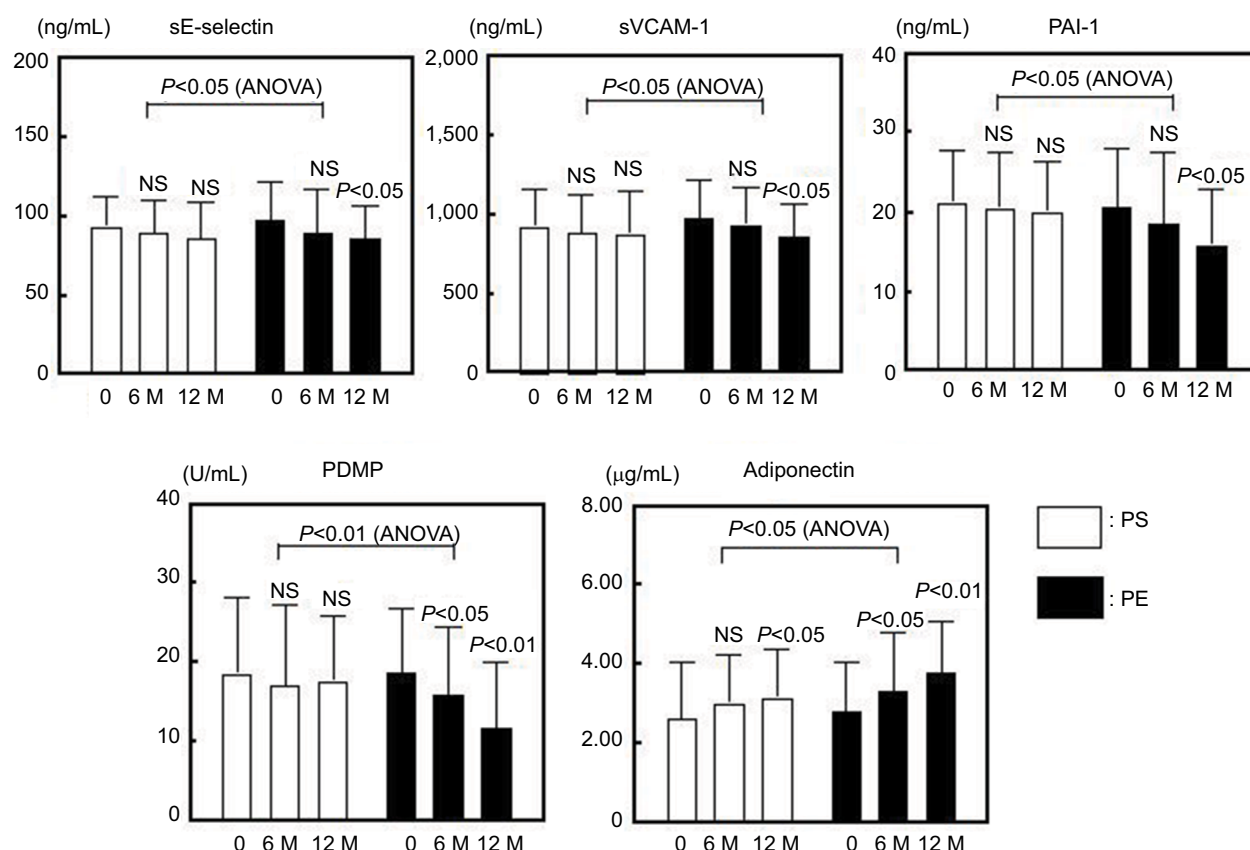 (ng/mL) sE-selectin
200
150
100
50
0
P<0.05 (ANOVA)
NS NS NS P<0.05
0 6 M 12 M 0 6 M 12 M
(ng/mL) sVCAM-1
2,000
1,500
1,000
500
0
P<0.05 (ANOVA)
NS NS NS P<0.05
0 6 M 12 M 0 6 M 12 M
(ng/mL) PAI-1
40
30
20
10
0
P<0.05 (ANOVA)
NS NS NS P<0.05
0 6 M 12 M 0 6 M 12 M
(U/mL) PDMP
40
30
20
10
0
P<0.01 (ANOVA)
NS NS P<0.05 P<0.01
0 6 M 12 M 0 6 M 12 M
(μg/mL) Adiponectin
8.00
6.00
4.00
2.00
0
P<0.05 (ANOVA)
NS P<0.05 P<0.05 P<0.01
0 6 M 12 M 0 6 M 12 M
: PS
: PE